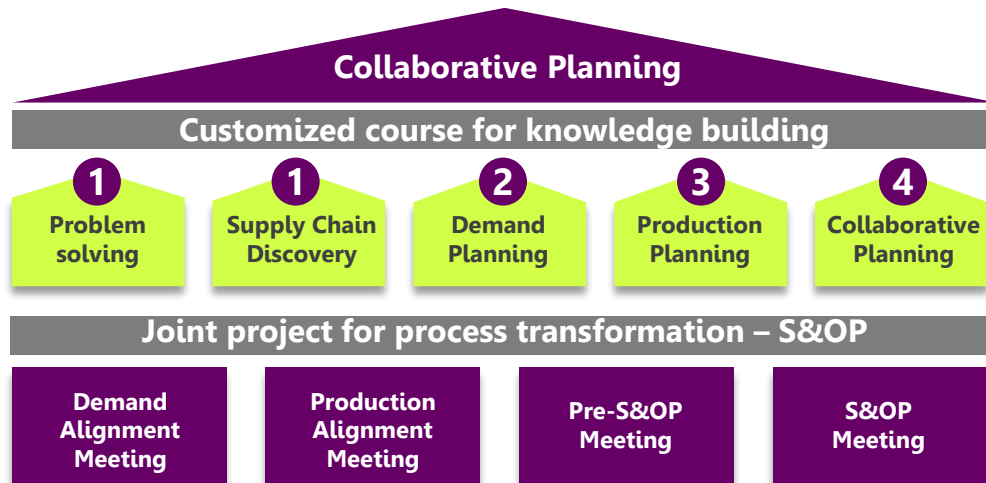 Collaborative Planning
Customized course for knowledge building
1
Problem
solving
1
Supply Chain
Discovery
2
Demand
Planning
3
Production
Planning
4
Collaborative
Planning
Joint project for process transformation – S&OP
Demand
Alignment
Meeting
Production
Alignment
Meeting
Pre-S&OP
Meeting
S&OP
Meeting